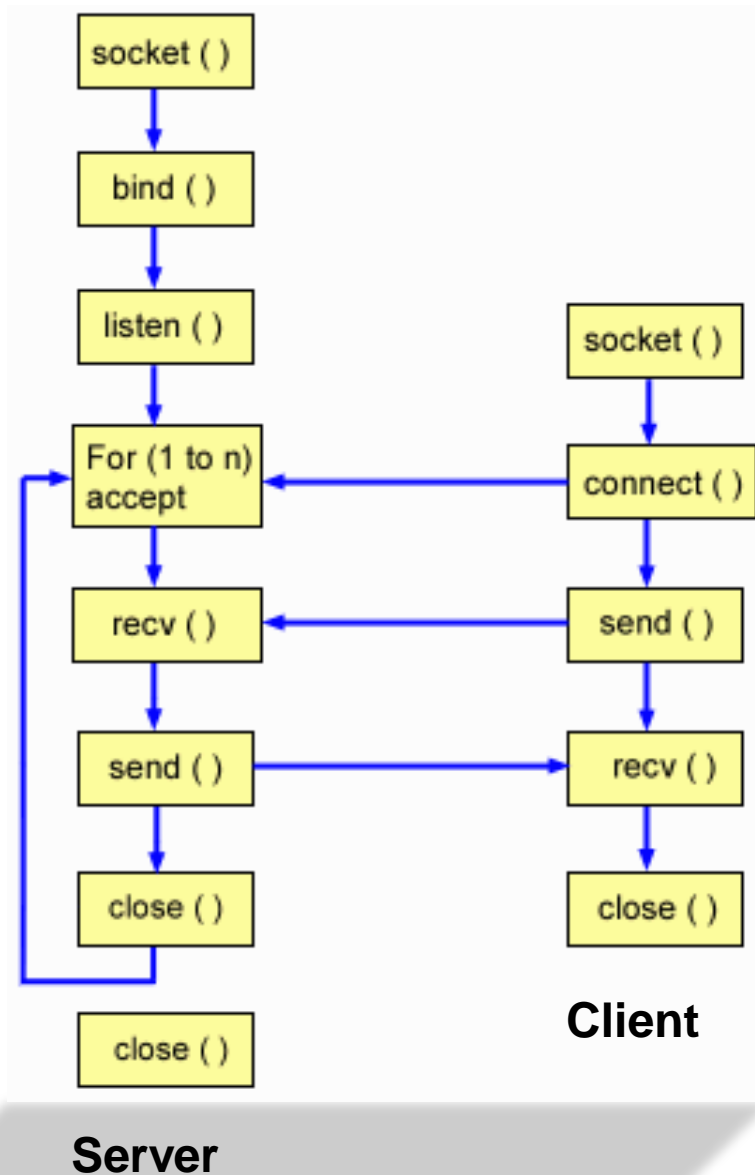 socket ( )
bind ( )
listen ( )
For (1 to n)
accept
recv ( )
send ( )
close ( )
close ( )
Server
socket ( )
connect ( )
send ( )
recv ( )
close ( )
Client